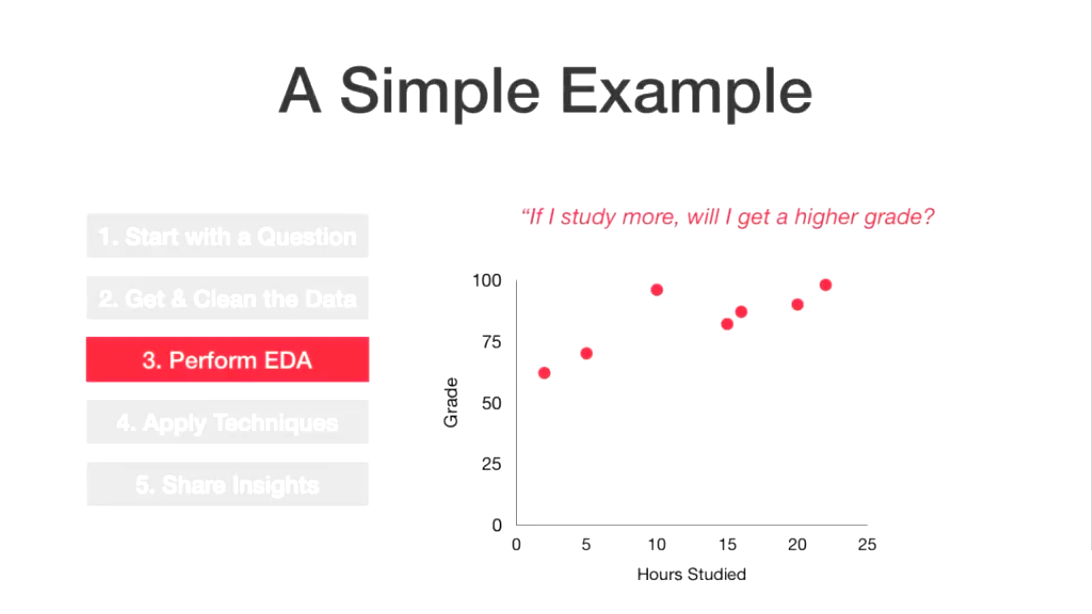 A Simple Example
1. Start with a Question
2. Get & Clean the Data
3. Perform EDA
4. Apply Techniques
5. Share Insights
“If I study more, will I get a higher grade?
100
75
50
25
0
Grade
0 5 10 15 20 25
Hours Studied